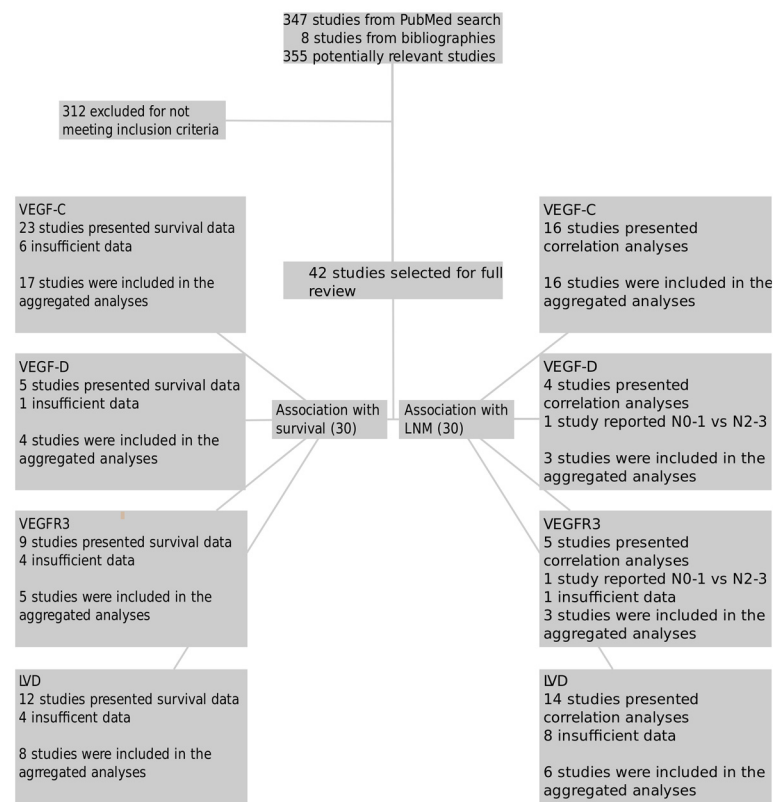 347 studies from PubMed search
8 studies from bibliographies
355 potentially relevant studies
312 excluded for not
meeting inclusion criteria
42 studies selected for full
review
Association with
survival (30)
Association with
LNM (30)
VEGF-C
23 studies presented survival data
6 insufficient data
17 studies were included in the
aggregated analyses
VEGF-D
5 studies presented survival data
1 insufficient data
4 studies were included in the
aggregated analyses
VEGFR3
9 studies presented survival data
4 insufficient data
5 studies were included in the
aggregated analyses
LVD
12 studies presented survival data
4 insufficent data
8 studies were included in the
agrregated analyses
VEGF-C
16 studies presented
correlation analyses
16 studies were included in the
aggregated analyses
VEGF-D
4 studies presented
correlation analyses
1 study reported N0-1 vs N2-3
3 studies were included in the
aggregated analyses
VEGFR3
5 studies presented
correlation analyses
1 study reported N0-1 vs N2-3
1 insufficient data
3 studies were included in the
aggregated analyses
LVD
14 studies presented
correlation analyses
8 insufficient data
6 studies were included in the
aggregated analyses